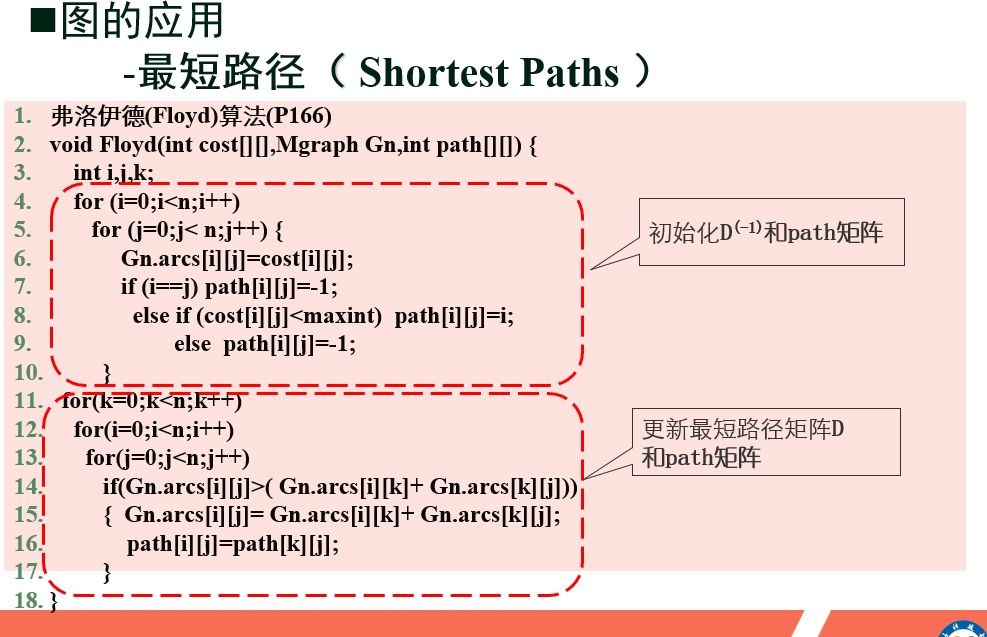 ■图的应用
-最短路径（ Shortest Paths ）
1. 弗洛伊德(Floyd)算法(P166)
2. void Floyd(int cost[][],Mgraph Gn,int path[][]) {
3. int i,j,k;
4. for (i=0;i<n;i++)
5. for (j=0;j< n;j++) {
6. Gn.arcs[i][j]=cost[i][j];
7. if (i==j) path[i][j]=-1;
8. else if (cost[i][j]<maxint) path[i][j]=i;
9. else path[i][j]=-1;
10. }
初始化D(-1)和path矩阵
11. for(k=0;k<n;k++)
12. for(i=0;i<n;i++)
13. for(j=0;j<n;j++)
14. if(Gn.arcs[i][j]>( Gn.arcs[i][k]+ Gn.arcs[k][j]))
15. { Gn.arcs[i][j]= Gn.arcs[i][k]+ Gn.arcs[k][j];
16. path[i][j]=path[k][j];
17. }
18. }
更新最短路径矩阵D
和path矩阵